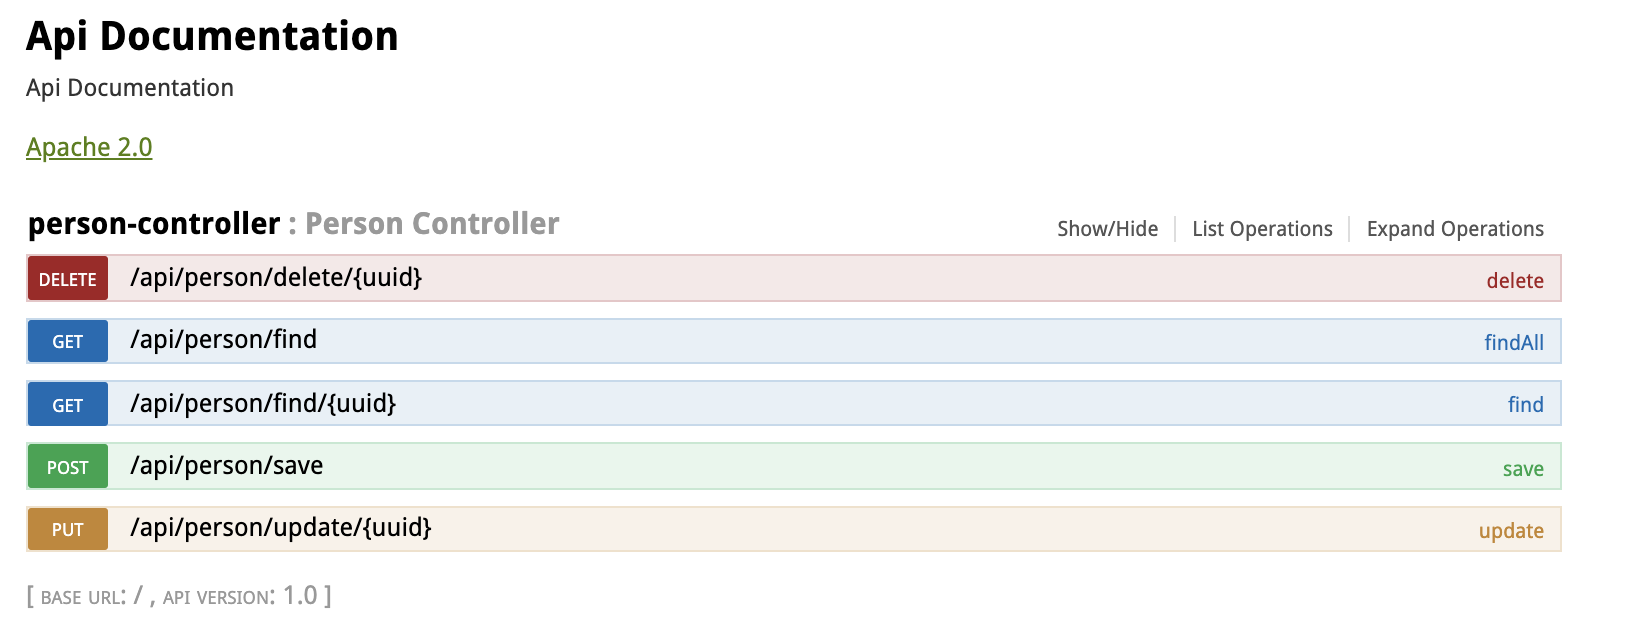 Api Documentation
Api Documentation
Apache 2.0
person-controller : Person Controller Show/Hide List Operations Expand Operations
DELETE /api/person/delete/{uuid} delete
GET /api/person/find findAll
GET /api/person/find/{uuid} find
POST /api/person/save save
PUT /api/person/update/{uuid} update
[ BASE URL: / , API VERSION: 1.0 ]